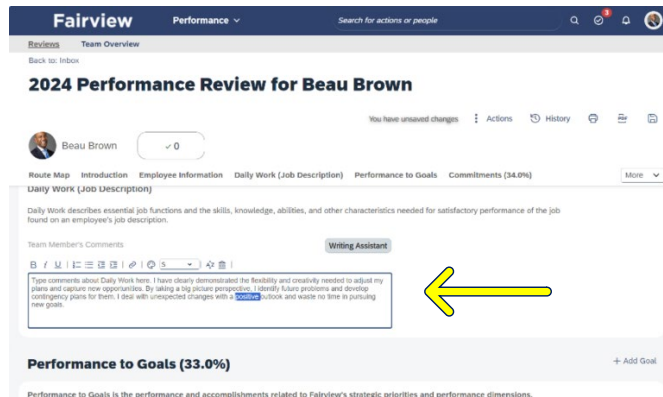 Fairview Performance Search for actions or people 3
Reviews Team Overview
Back to: Inbox
2024 Performance Review for Beau Brown
You have unsaved changes Actions History PDF
Beau Brown 0
Route Map Introduction Employee Information Daily Work (Job Description) Performance to Goals Commitments (34.0%) More
Daily Work (Job Description)
Daily Work describes essential job functions and the skills, knowledge, abilities, and other characteristics needed for satisfactory performance of the job
found on an employee's job description.
Team Member's Comments Writing Assistant
B I U S
Type comments about Daily Work here. I have clearly demonstrated the flexibility and creativity needed to adjust my
plans and capture new opportunities. By taking a big picture perspective, I identify future problems and develop
contingency plans for them. I deal with unexpected changes with a positive outlook and waste no time in pursuing
new goals.
Performance to Goals (33.0%) + Add Goal
Performance to Goals is the performance and accomplishments related to Fairview's strategic priorities and performance dimensions.